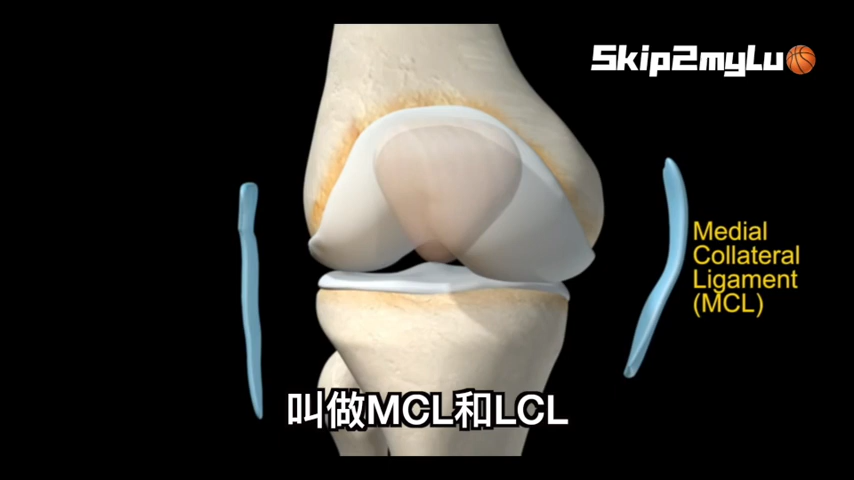 Skip2myLu🏀
Medial
Collateral
Ligament
(MCL)
叫做MCL和LCL